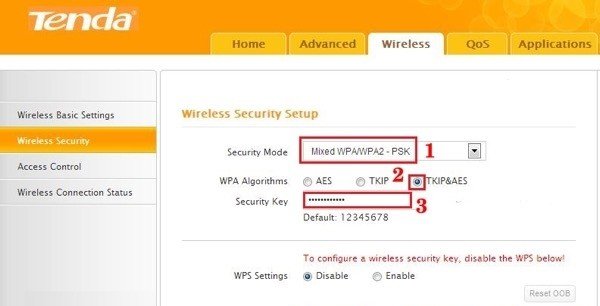 Tenda
Home Advanced Wireless QoS Applications
Wireless Basic Settings
Wireless Security
Access Control
Wireless Connection Status
Wireless Security Setup
Security Mode Mixed WPA/WPA2 - PSK 1
WPA Algorithms AES 2 TKIP TKIP&AES
Security Key ************ 3
Default: 12345678
To configure a wireless security key, disable the WPS below!
WPS Settings Disable Enable
Reset OOB